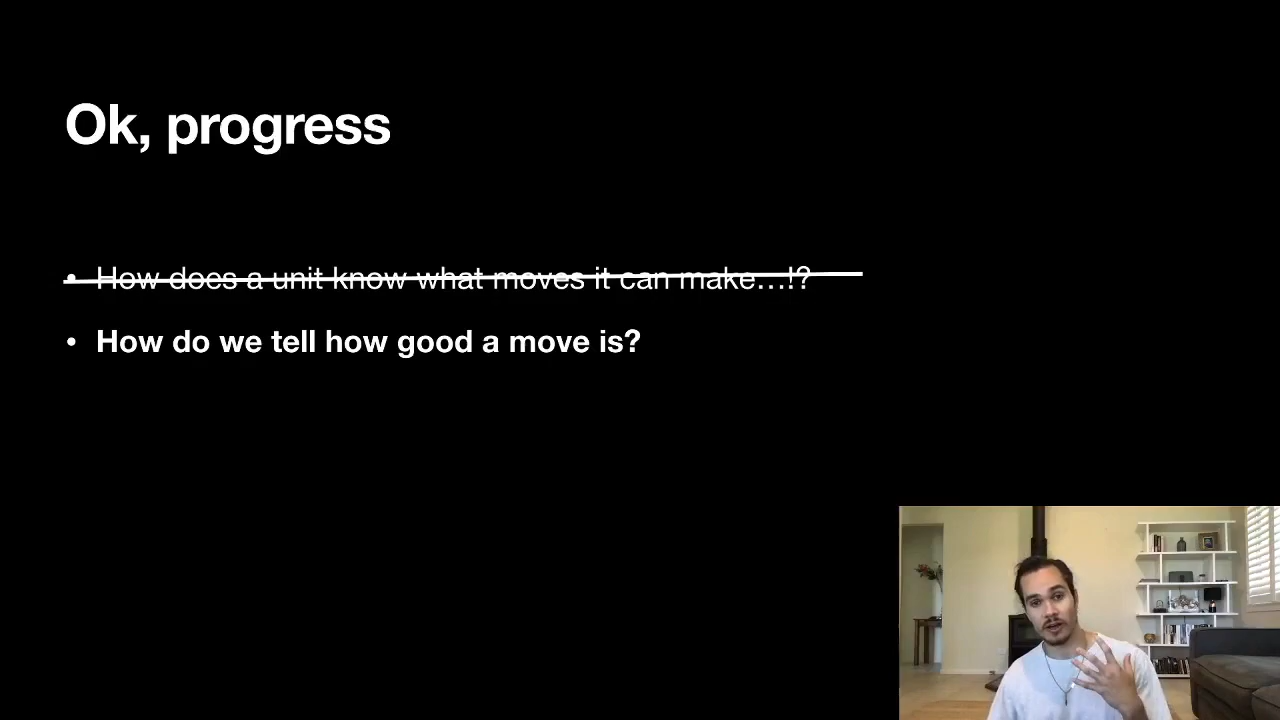 Ok, progress
• How does a unit know what moves it can make…!?
• How do we tell how good a move is?